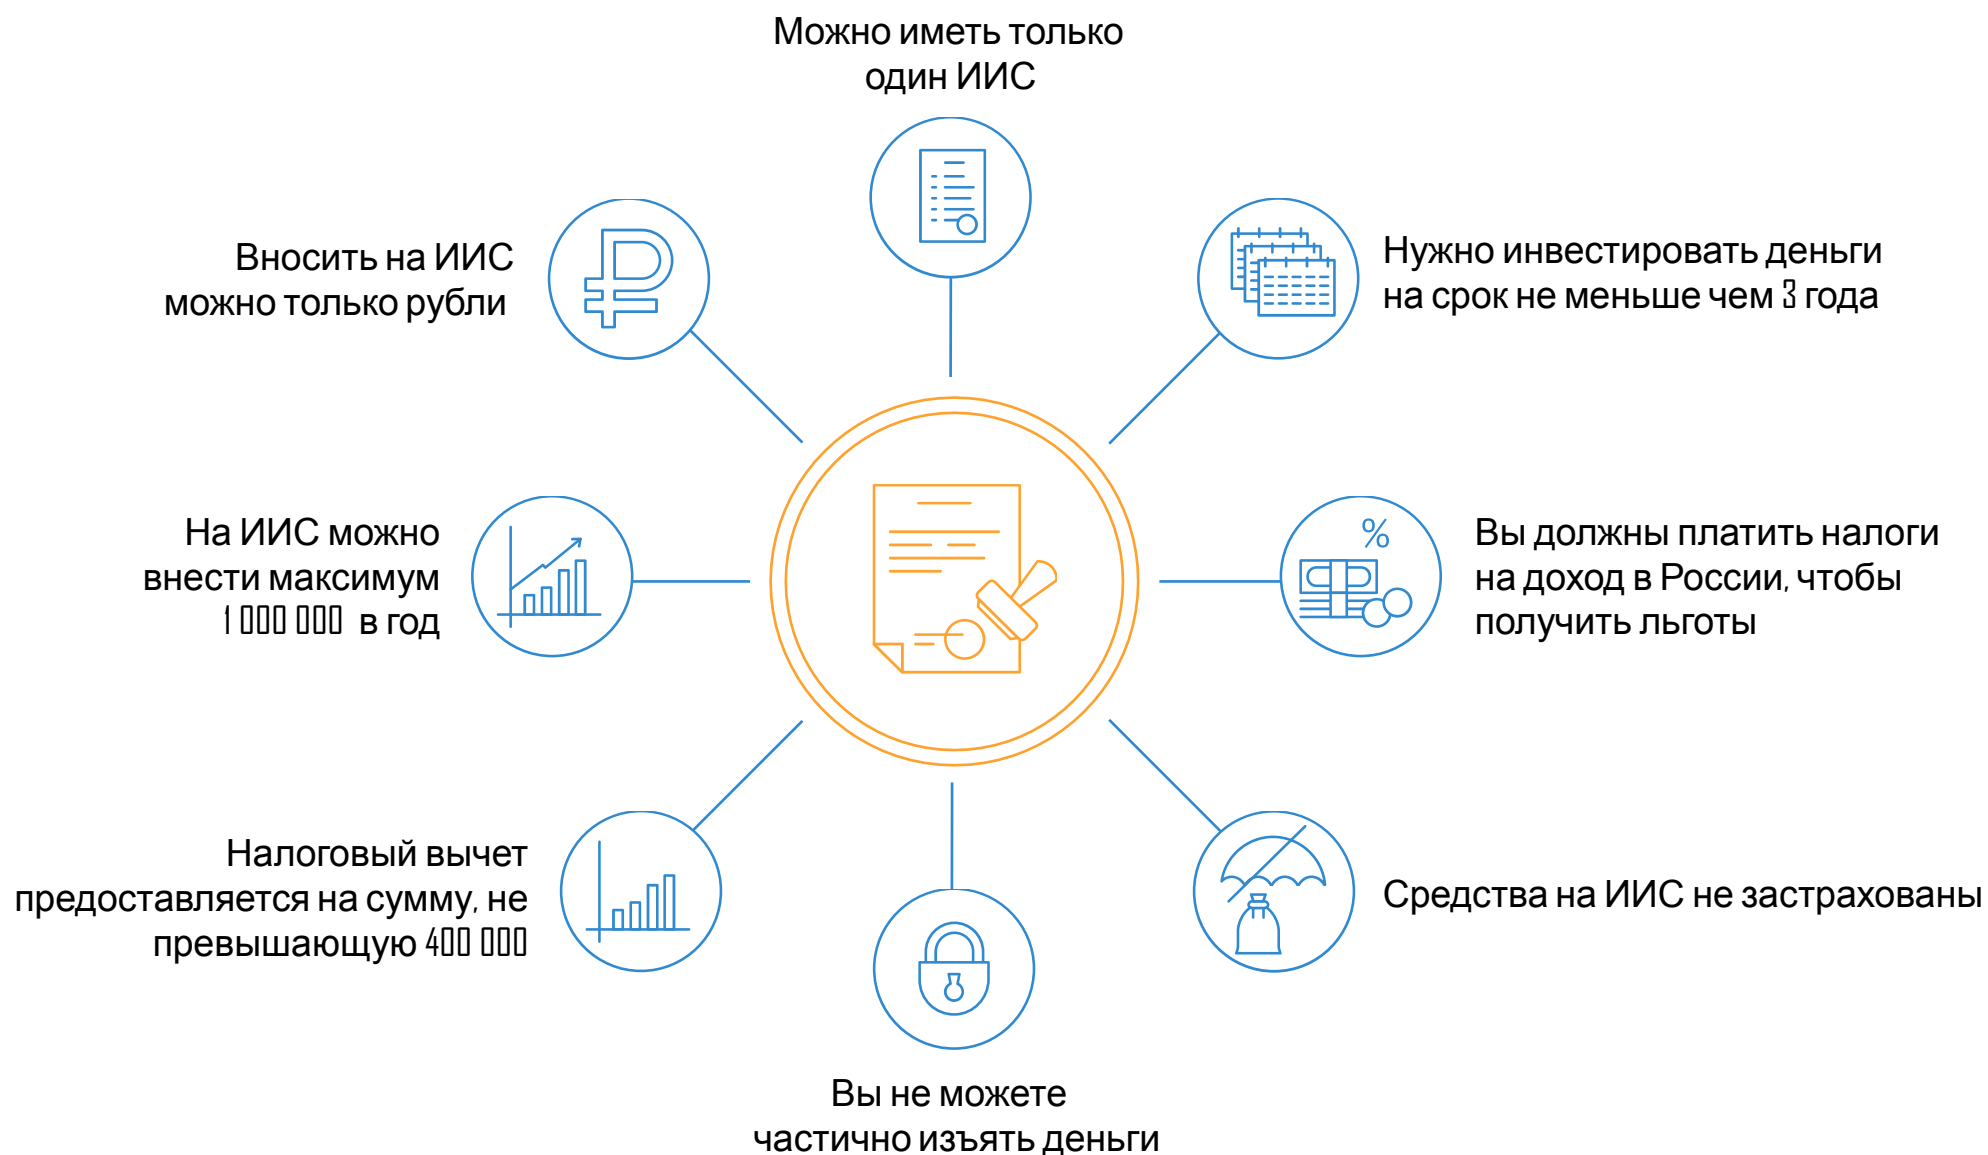 Можно иметь только
один ИИС
Нужно инвестировать деньги
на срок не меньше чем 3 года
Вы должны платить налоги
на доход в России, чтобы
получить льготы
%
Средства на ИИС не застрахованы
Вы не можете
частично изъять деньги
Налоговый вычет
предоставляется на сумму, не
превышающую 400 000
На ИИС можно
внести максимум
1 000 000 в год
Вносить на ИИС
можно только рубли
₽